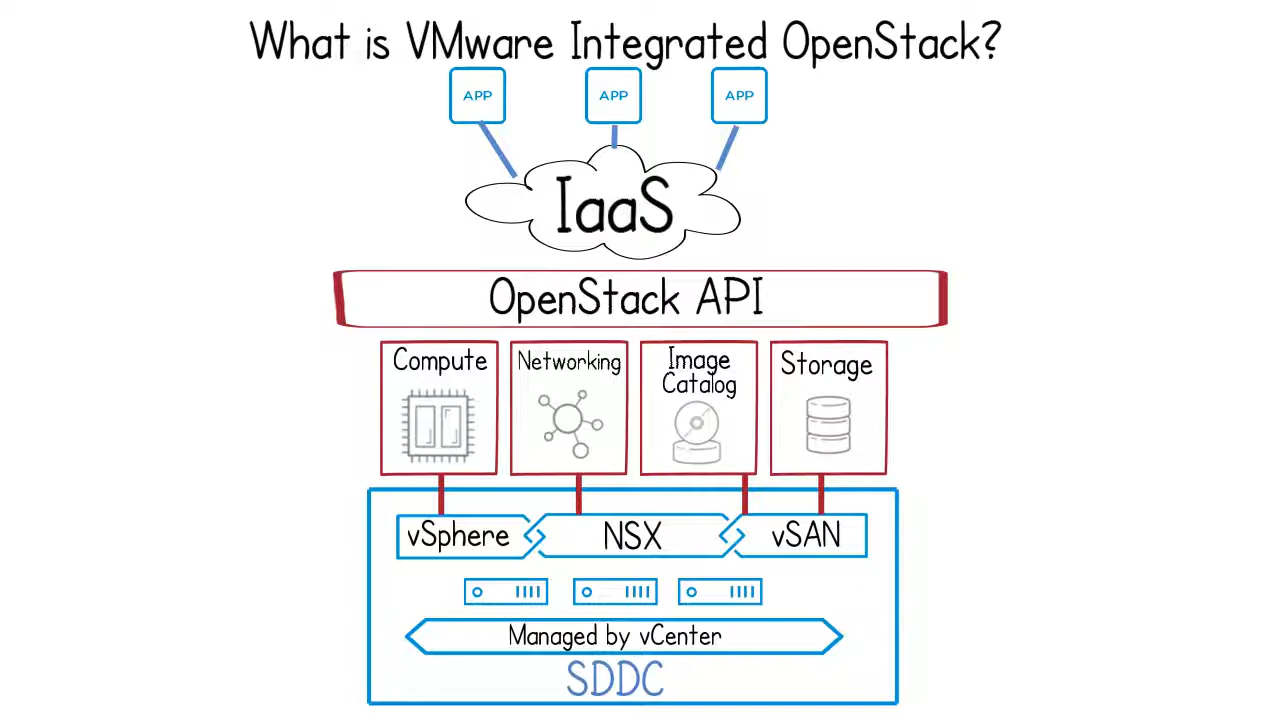 What is VMware Integrated OpenStack?
APP
APP
APP
IaaS
OpenStack API
Compute
Networking
Image
Catalog
Storage
vSphere
NSX
vSAN
Managed by vCenter
SDDC